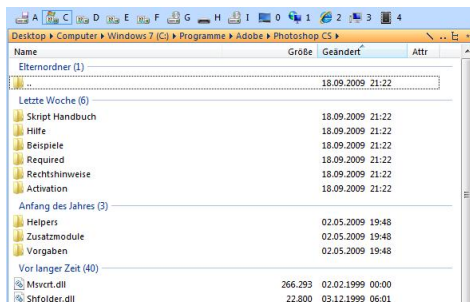 A C D E F G H I 0 1 2 3 4
Desktop Computer Windows 7 (C:) Programme Adobe Photoshop CS \ ..
Name Größe Geändert Attr
Elternordner (1)
.. 18.09.2009 21:22
Letzte Woche (6)
Skript Handbuch 18.09.2009 21:22
Hilfe 18.09.2009 21:22
Beispiele 18.09.2009 21:22
Required 18.09.2009 21:22
Rechtshinweise 18.09.2009 21:22
Activation 18.09.2009 21:22
Anfang des Jahres (3)
Helpers 02.05.2009 19:48
Zusatzmodule 02.05.2009 19:48
Vorgaben 02.05.2009 19:48
Vor langer Zeit (40)
Msvcrt.dll 266.293 02.02.1999 00:00
Shfolder.dll 22.800 03.12.1999 06:01